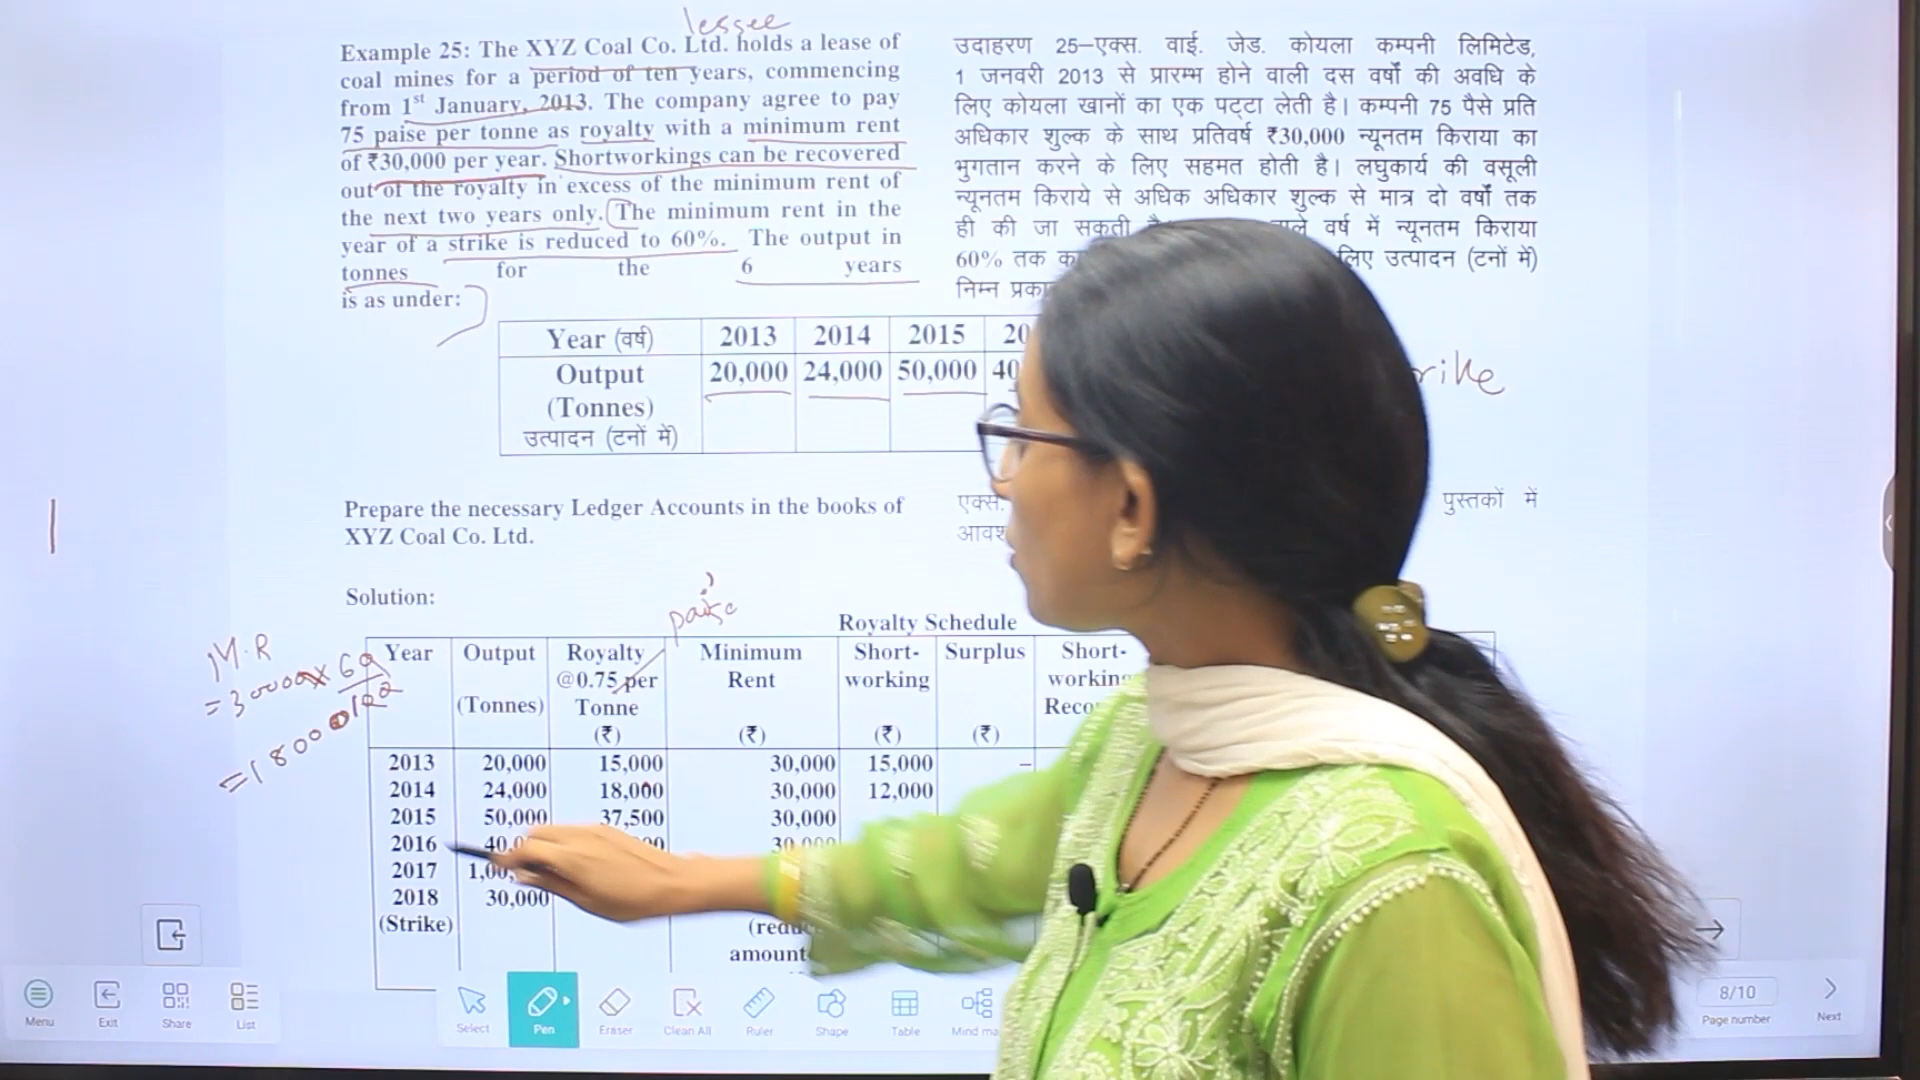 lessee
Example 25: The XYZ Coal Co. Ltd. holds a lease of
coal mines for a period of ten years, commencing
from 1st January, 2013. The company agree to pay
75 paise per tonne as royalty with a minimum rent
of ₹30,000 per year. Shortworkings can be recovered
out of the royalty in excess of the minimum rent of
the next two years only. The minimum rent in the
year of a strike is reduced to 60%. The output in
tonnes for the 6 years
is as under:
उदाहरण 25–एक्स. वाई. जेड. कोयला कम्पनी लिमिटेड,
1 जनवरी 2013 से प्रारम्भ होने वाली दस वर्षों की अवधि के
लिए कोयला खानों का एक पट्टा लेती है। कम्पनी 75 पैसे प्रति
अधिकार शुल्क के साथ प्रतिवर्ष ₹30,000 न्यूनतम किराया का
भुगतान करने के लिए सहमत होती है। लघुकार्य की वसूली
न्यूनतम किराये से अधिक अधिकार शुल्क से मात्र दो वर्षों तक
ही की जा सकती वर्ष में न्यूनतम किराया
60% तक लिए उत्पादन (टनों में)
निम्न
Year (वर्ष) 2013 2014 2015
Output 20,000 24,000 50,000
(Tonnes)
उत्पादन (टनों में)
Prepare the necessary Ledger Accounts in the books of
XYZ Coal Co. Ltd.
एक्स. पुस्तकों में
Solution:
paise
Royalty Schedule
M.R
=30000×60/100
=18000
Year Output Royalty Minimum Short- Surplus Short-
@0.75 per Rent working working
(Tonnes) Tonne
(₹) (₹) (₹) (₹)
2013 20,000 15,000 30,000 15,000 –
2014 24,000 18,000 30,000 12,000
2015 50,000 37,500 30,000
2016 30,000
2017
2018 30,000
(Strike)
amount
Menu Exit Share List Select Pen Eraser Clean All Ruler Shape Table Mind
8/10
Page number Next